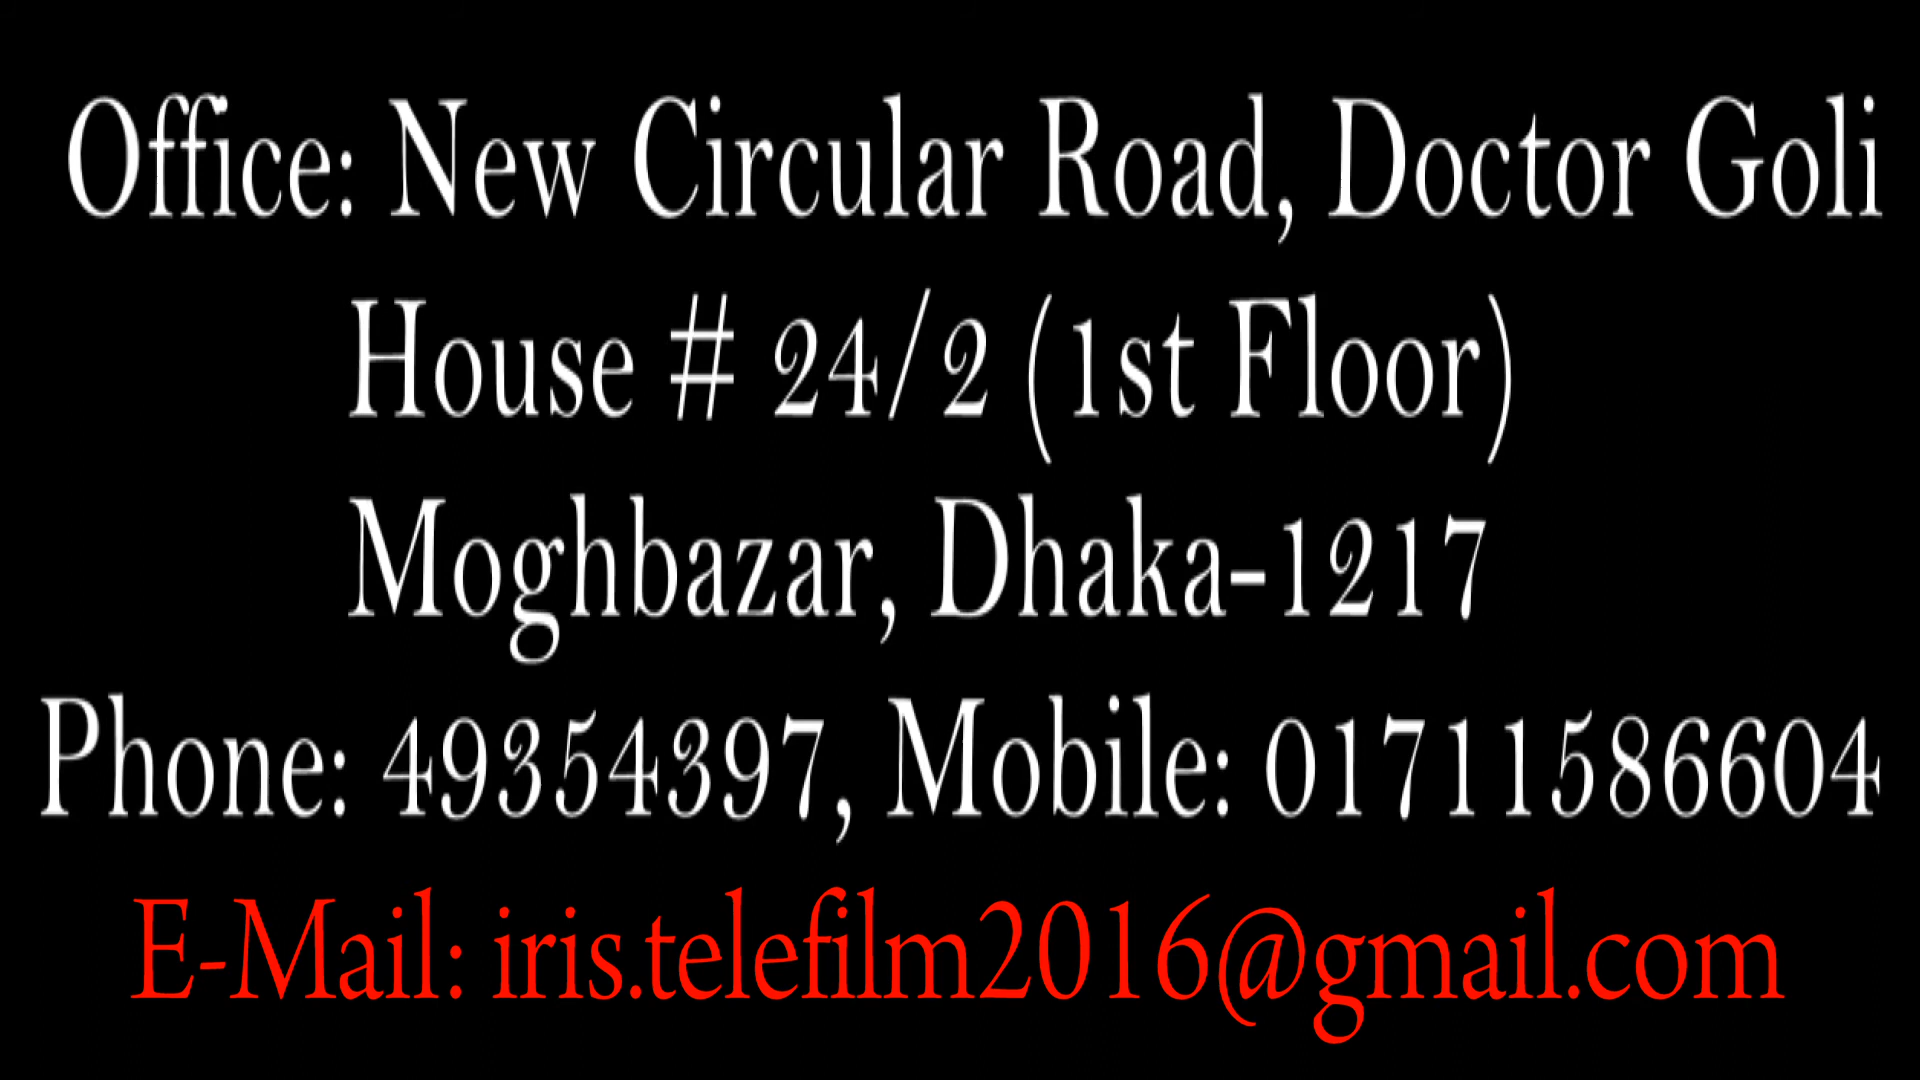 Office: New Circular Road, Doctor Goli
House # 24/2 (1st Floor)
Moghbazar, Dhaka-1217
Phone: 49354397, Mobile: 01711586604
E-Mail: iris.telefilm2016@gmail.com